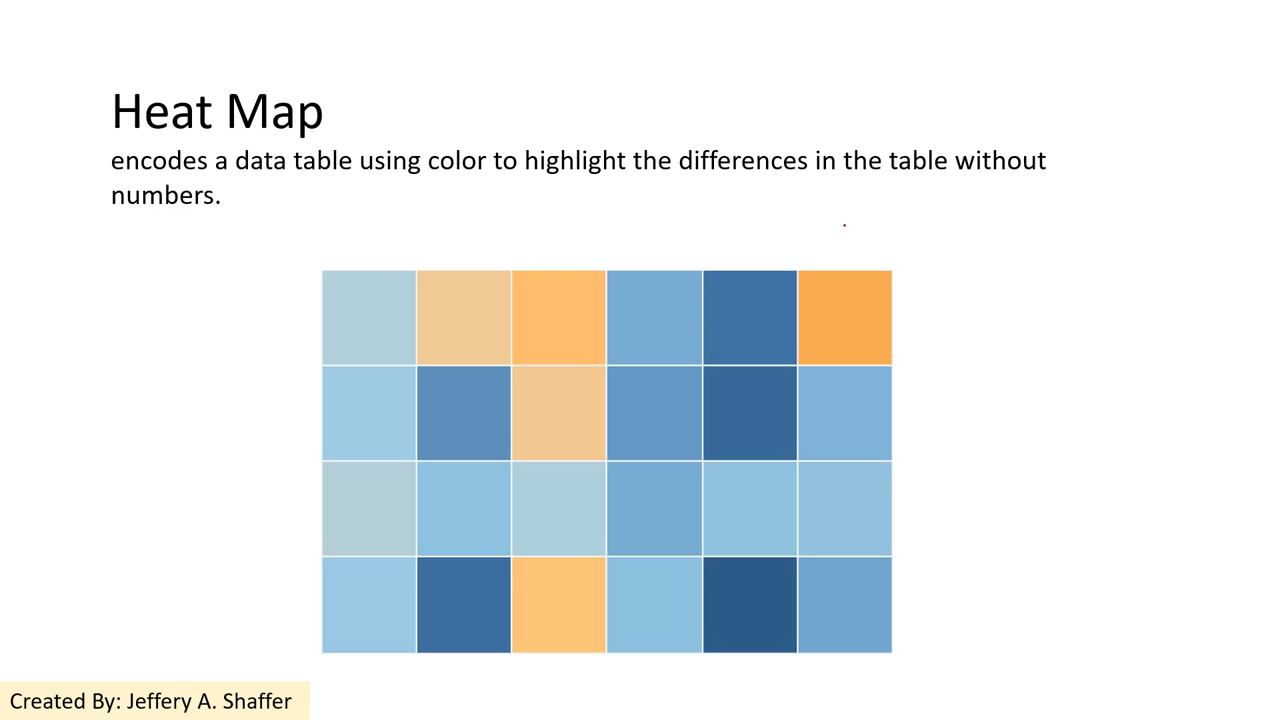 Heat Map
encodes a data table using color to highlight the differences in the table without
numbers.
Created By: Jeffery A. Shaffer